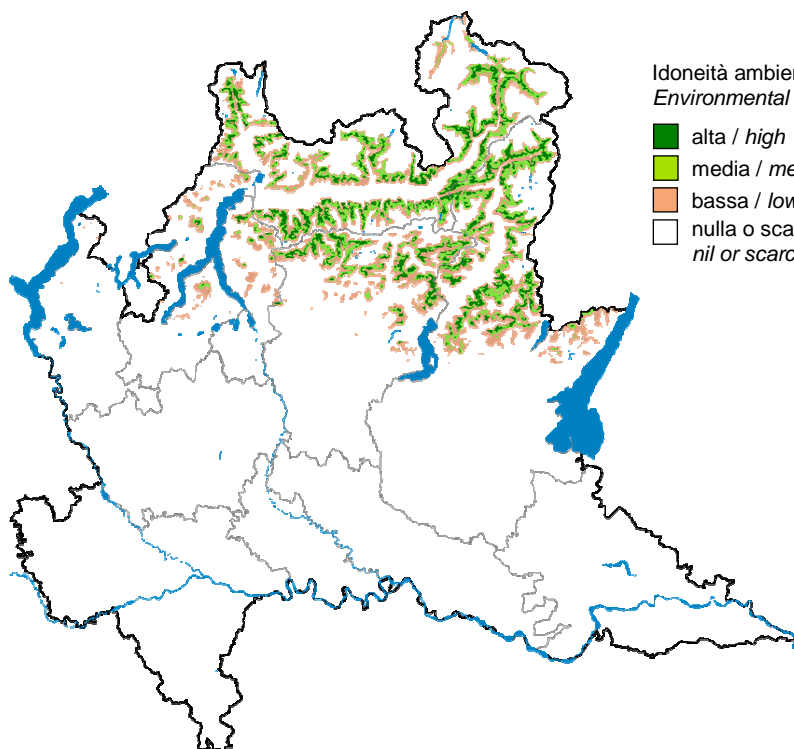 Idoneità ambien
Environmental
alta / high
media / me
bassa / low
nulla o sca
nil or scarc